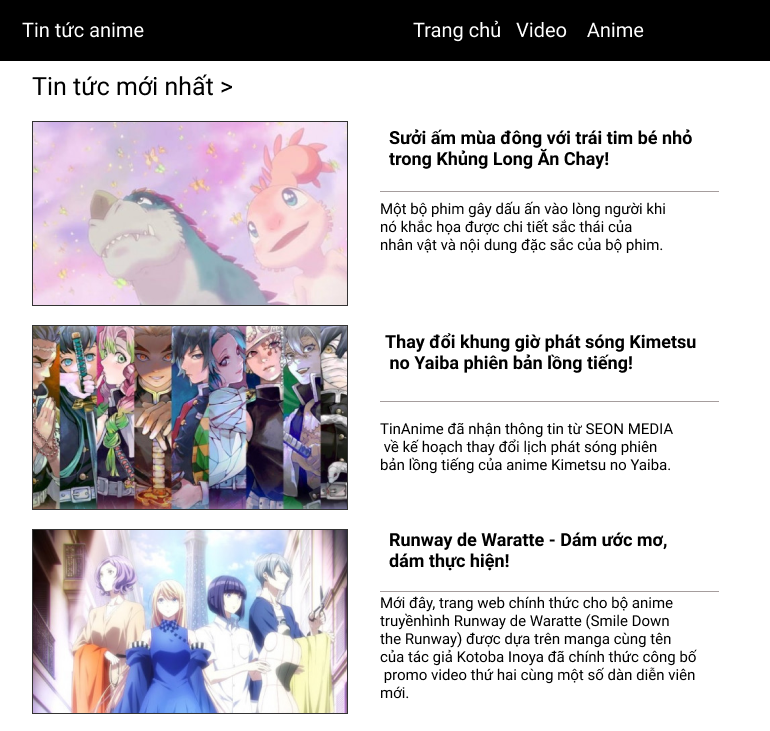 Tin tức anime
Trang chủ Video Anime
Tin tức mới nhất >
Sưởi ấm mùa đông với trái tim bé nhỏ
trong Khủng Long Ăn Chay!
Một bộ phim gây dấu ấn vào lòng người khi
nó khắc họa được chi tiết sắc thái của
nhân vật và nội dung đặc sắc của bộ phim.
Thay đổi khung giờ phát sóng Kimetsu
no Yaiba phiên bản lồng tiếng!
TinAnime đã nhận thông tin từ SEON MEDIA
về kế hoạch thay đổi lịch phát sóng phiên
bản lồng tiếng của anime Kimetsu no Yaiba.
Runway de Waratte - Dám ước mơ,
dám thực hiện!
Mới đây, trang web chính thức cho bộ anime
truyềnhình Runway de Waratte (Smile Down
the Runway) được dựa trên manga cùng tên
của tác giả Kotoba Inoya đã chính thức công bố
promo video thứ hai cùng một số dàn diễn viên
mới.